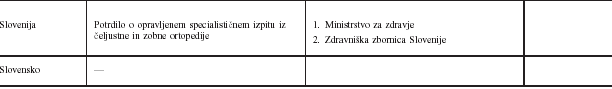 Slovenija
Potrdilo o opravljenem specialističnem izpitu iz
čeljustne in zobne ortopedije
1. Ministrstvo za zdravje
2. Zdravniška zbornica Slovenije
Slovensko
—